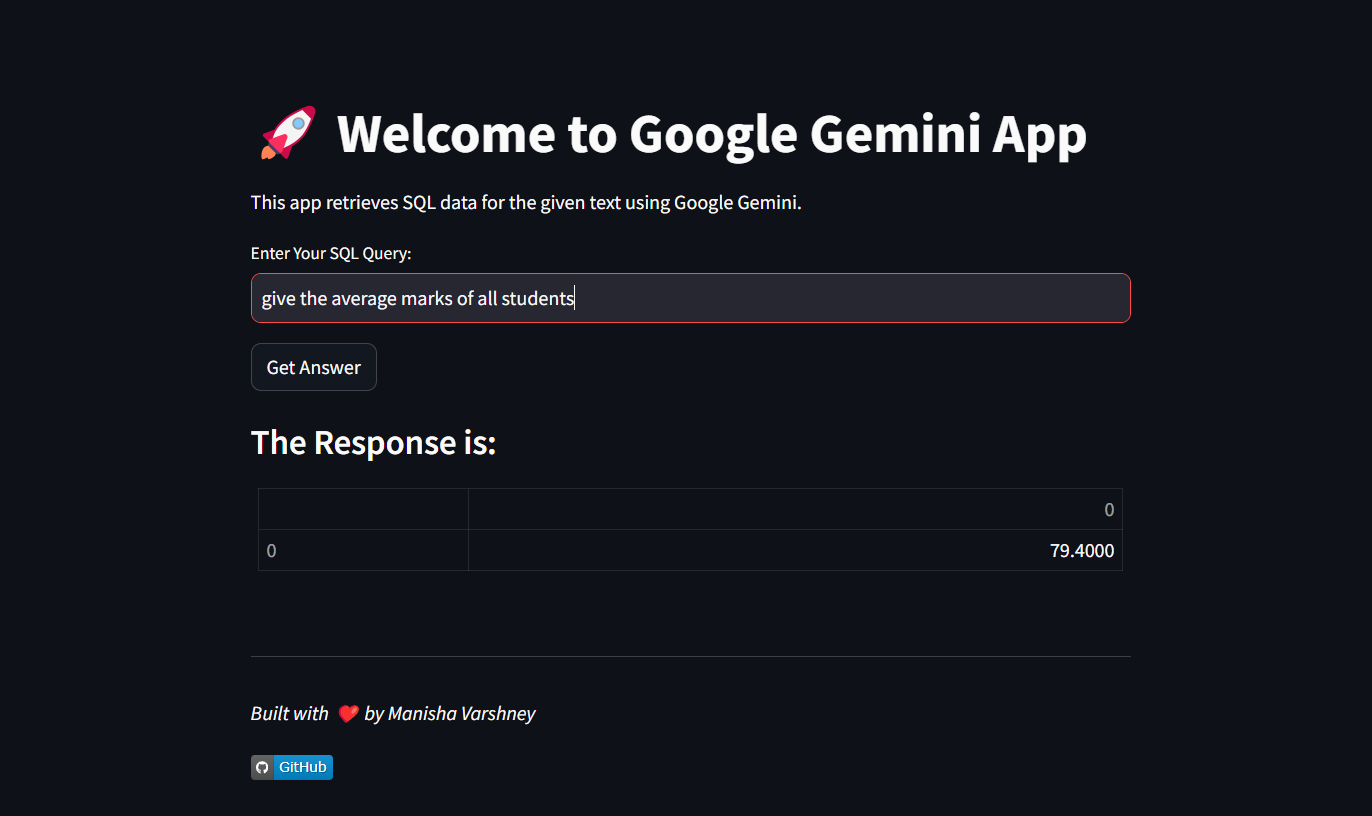 🚀 Welcome to Google Gemini App
This app retrieves SQL data for the given text using Google Gemini.
Enter Your SQL Query:
give the average marks of all students
Get Answer
The Response is:
0
0 79.4000
Built with ❤️ by Manisha Varshney
GitHub